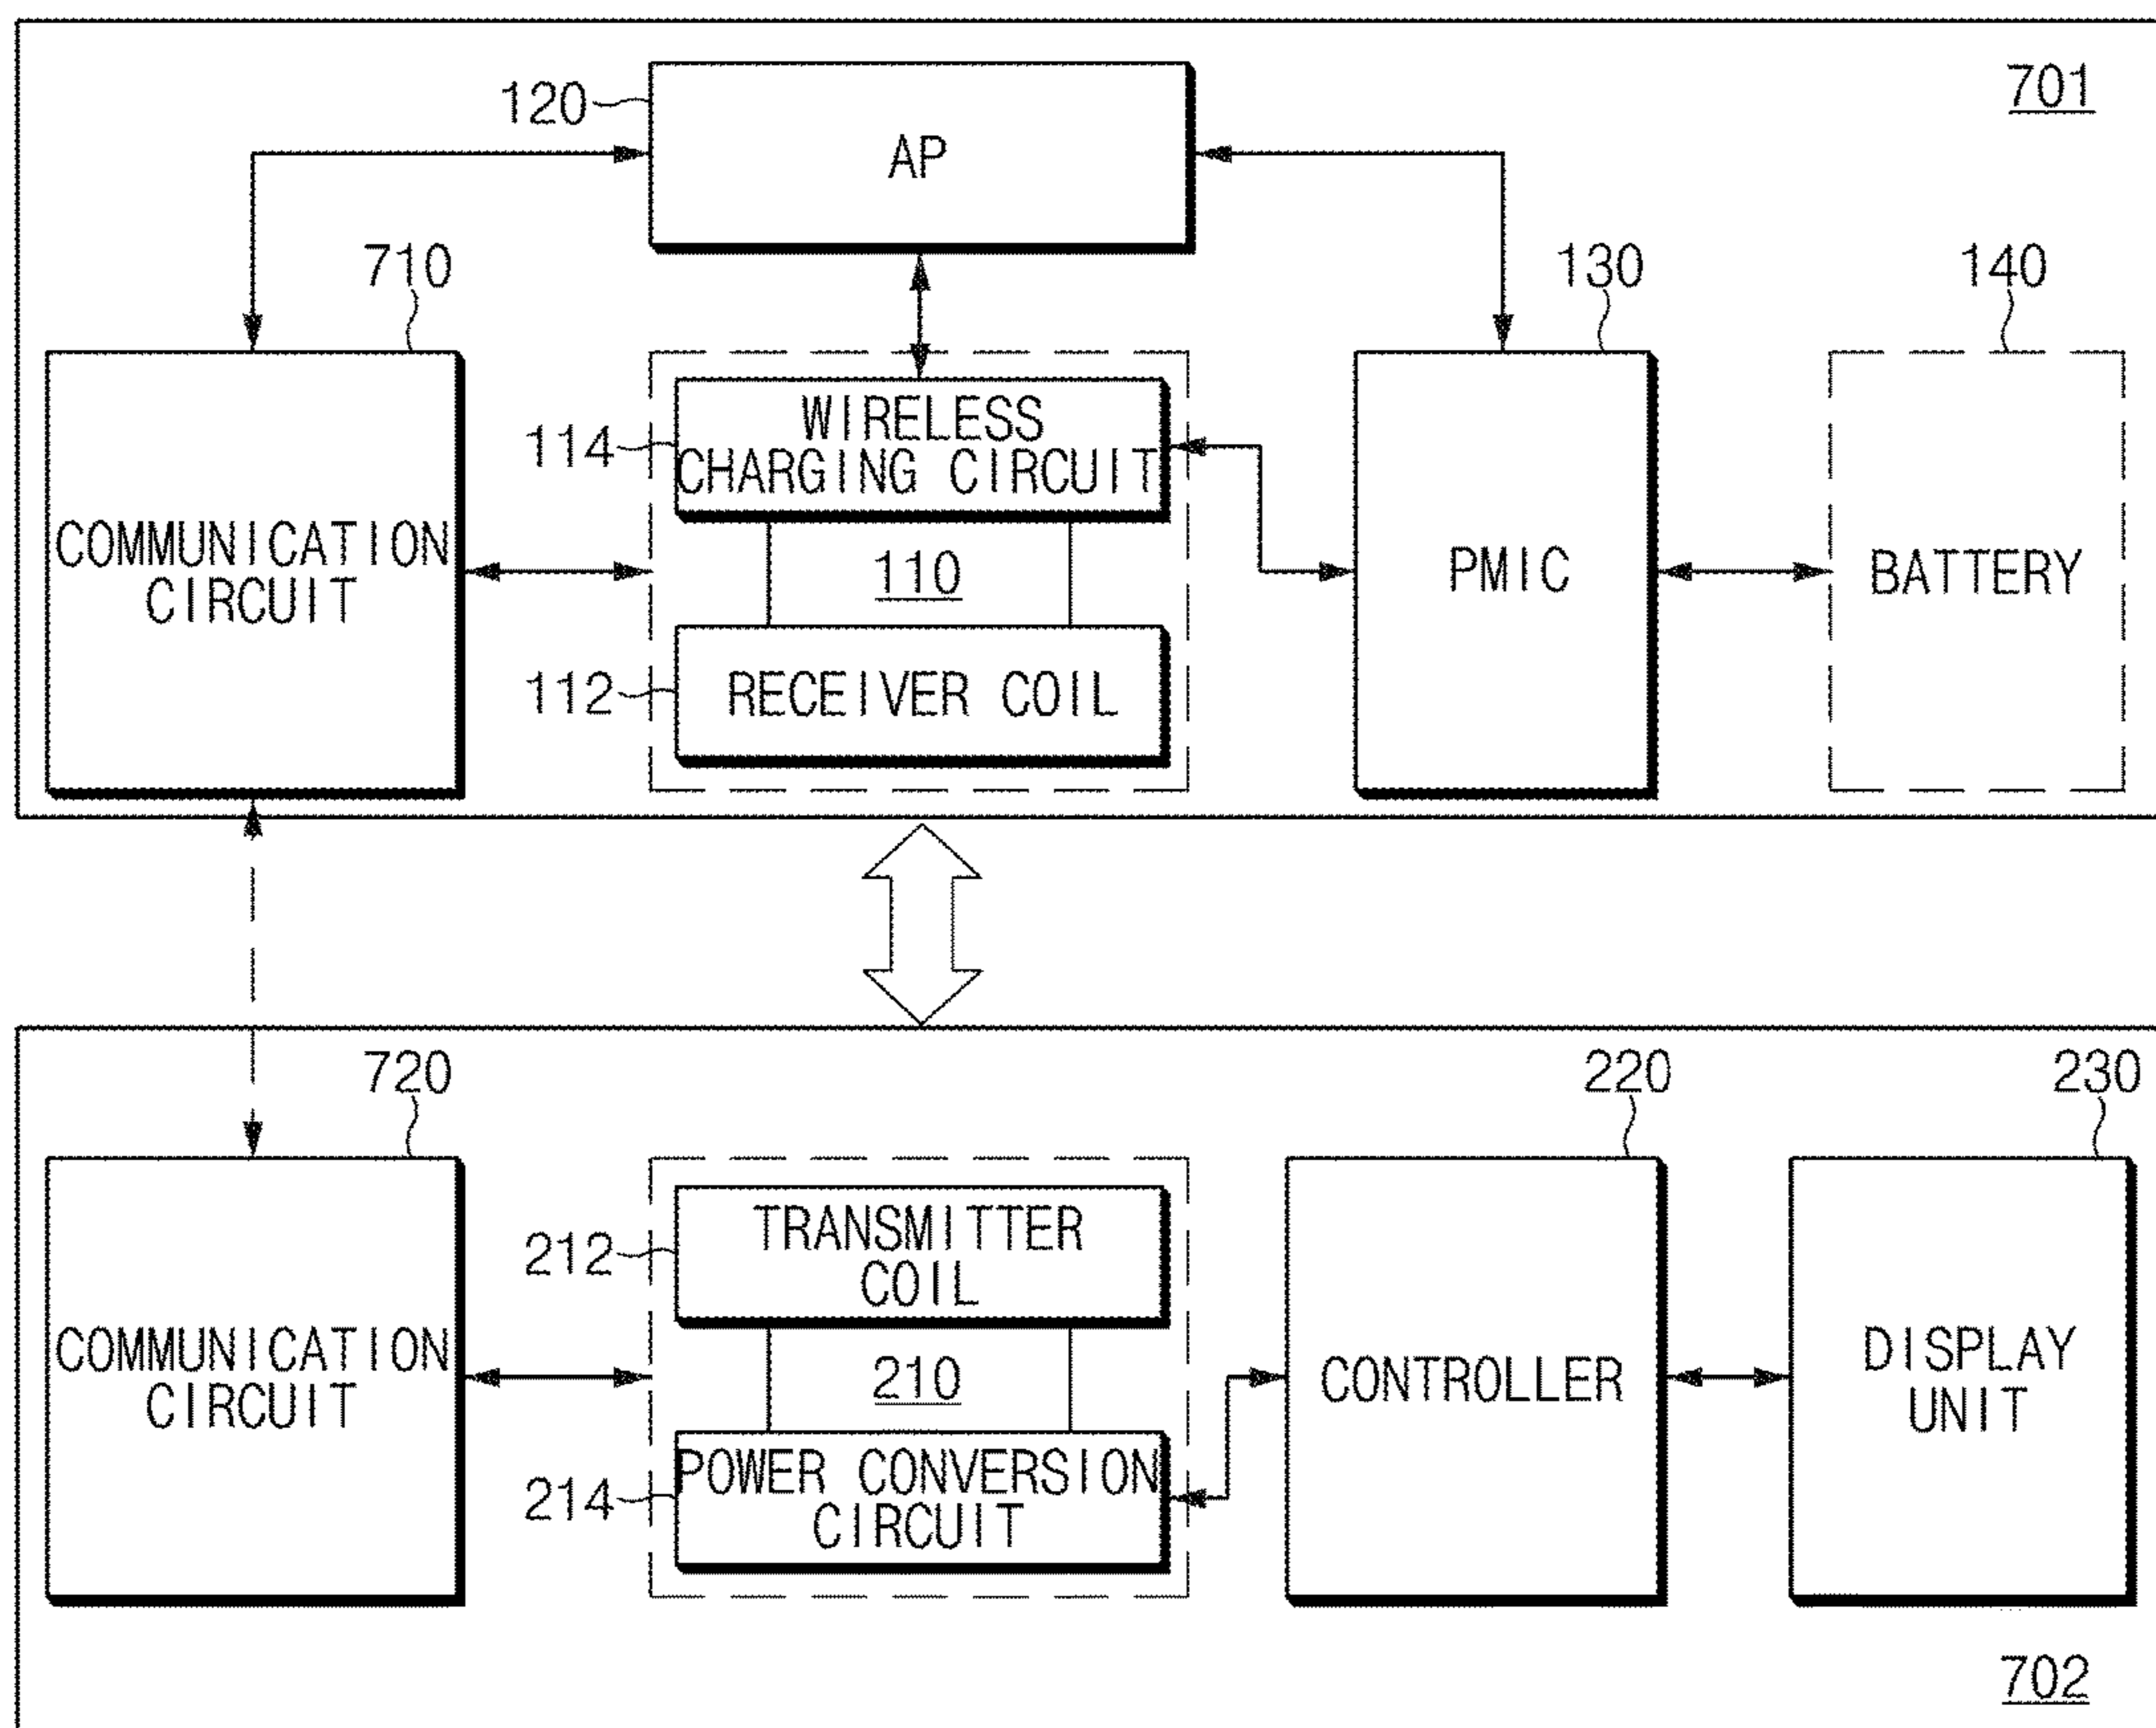 701
120
AP
710
130
140
114
WIRELESS
CHARGING CIRCUIT
COMMUNICATION
CIRCUIT
110
PMIC
BATTERY
112
RECEIVER COIL
720
220
230
212
TRANSMITTER
COIL
COMMUNICATION
CIRCUIT
210
CONTROLLER
DISPLAY
UNIT
214
POWER CONVERSION
CIRCUIT
702